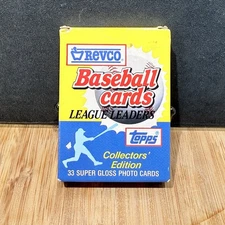 REVCO
Baseball
cards
LEAGUE LEADERS
TOPPS
Collectors'
Edition
33 SUPER GLOSS PHOTO CARDS